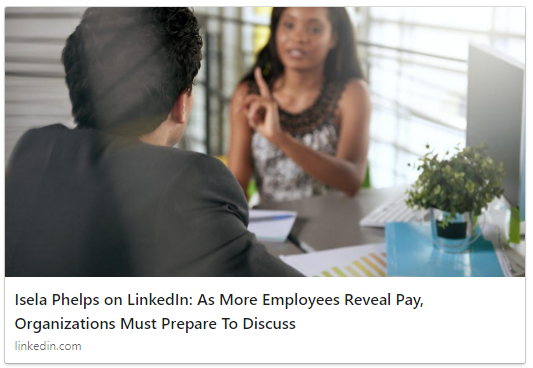 Isela Phelps on LinkedIn: As More Employees Reveal Pay,
Organizations Must Prepare To Discuss
linkedin.com